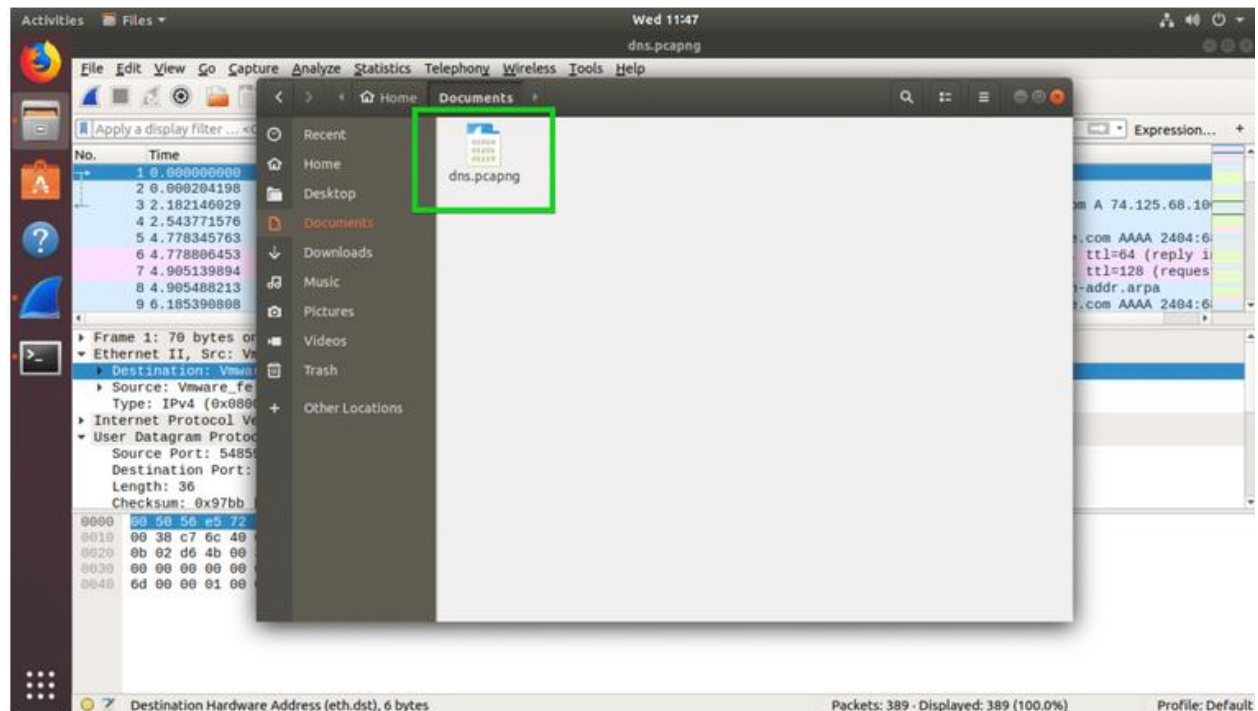 Activities Files Wed 11:47
dns.pcapng
File Edit View Go Capture Analyze Statistics Telephony Wireless Tools Help
Home Documents
Apply a display filter ... Expression... +
No. Time
1 0.000000000
2 0.000204198
3 2.182146029
4 2.543771576
5 4.778345763
6 4.778806453
7 4.905139894
8 4.905488213
9 6.185390808
A 74.125.68.10
.com AAAA 2404:6
ttl=64 (reply i
ttl=128 (reques
-addr.arpa
.com AAAA 2404:6
Recent
Home
Desktop
Documents
Downloads
Music
Pictures
Videos
Trash
+ Other Locations
dns.pcapng
Frame 1: 70 bytes on
Ethernet II, Src: Vm
Destination: Vmwa
Source: Vmware_fe
Type: IPv4 (0x080
Internet Protocol Ve
User Datagram Protoc
Source Port: 5485
Destination Port:
Length: 36
Checksum: 0x97bb
0000 00 50 56 e5 72
0010 00 38 c7 6c 40
0020 0b 02 d6 4b 00
0030 00 00 00 00 00
0040 6d 00 00 01 00
Destination Hardware Address (eth.dst), 6 bytes Packets: 389 · Displayed: 389 (100.0%) Profile: Default